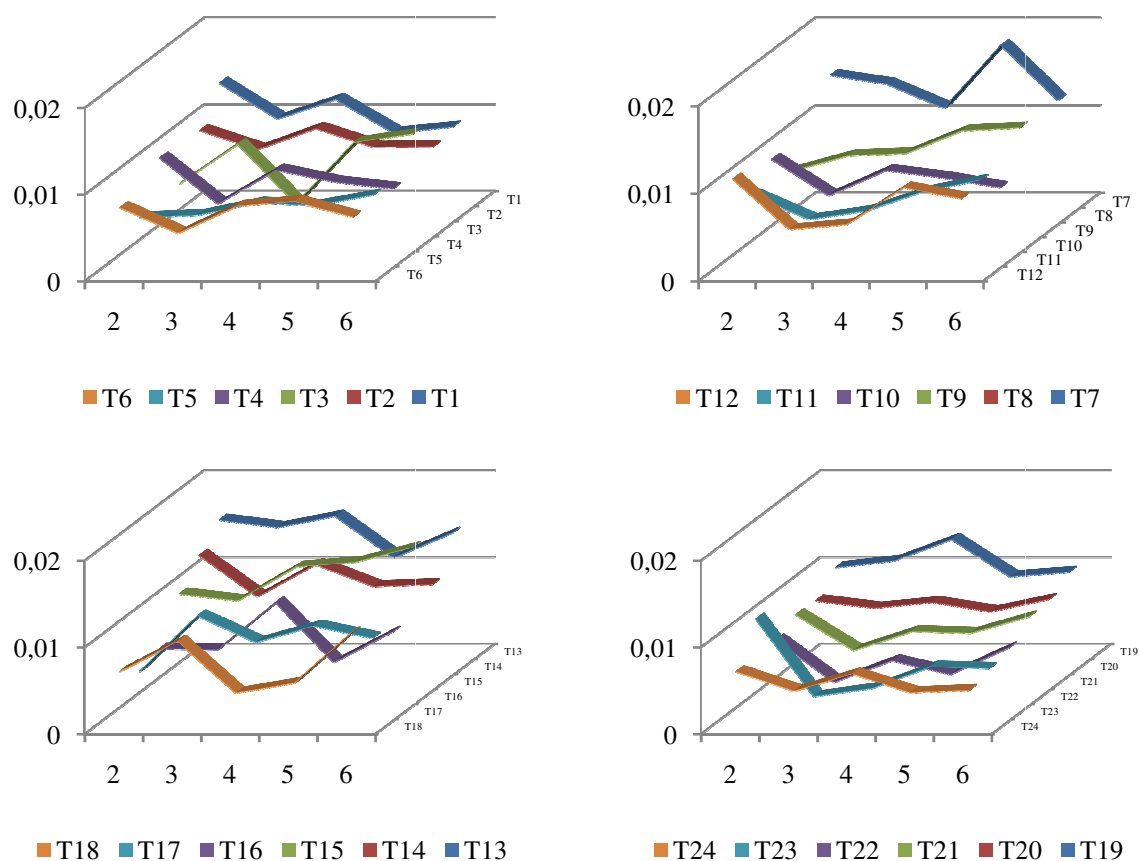 0,02
0,01
0
2 3 4 5 6
T6
T5
T4
T3
T2
T1
T6 T5 T4 T3 T2 T1
0,02
0,01
0
2 3 4 5 6
T12
T11
T10
T9
T8
T7
T12 T11 T10 T9 T8 T7
0,02
0,01
0
2 3 4 5 6
T18
T17
T16
T15
T14
T13
T18 T17 T16 T15 T14 T13
0,02
0,01
0
2 3 4 5 6
T24
T23
T22
T21
T20
T19
T24 T23 T22 T21 T20 T19